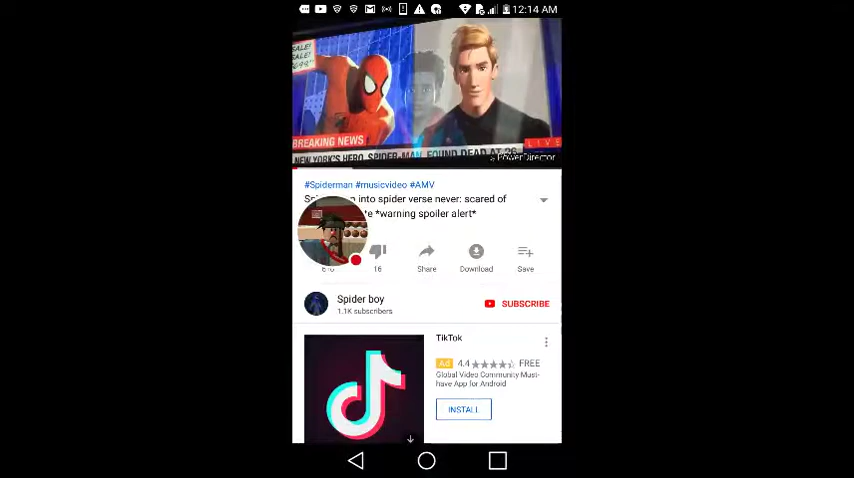 12:14 AM
SALE!
SALE!
BREAKING NEWS
LIVE
NEW YORK'S HERO, SPIDER-MAN, FOUND DEAD AT 26
PowerDirector
#Spiderman #musicvideo #AMV
into spider verse never: scared of
*warning spoiler alert*
16
Share
Download
Save
Spider boy
1.1K subscribers
SUBSCRIBE
TikTok
Ad 4.4 FREE
Global Video Community Must-
have App for Android
INSTALL